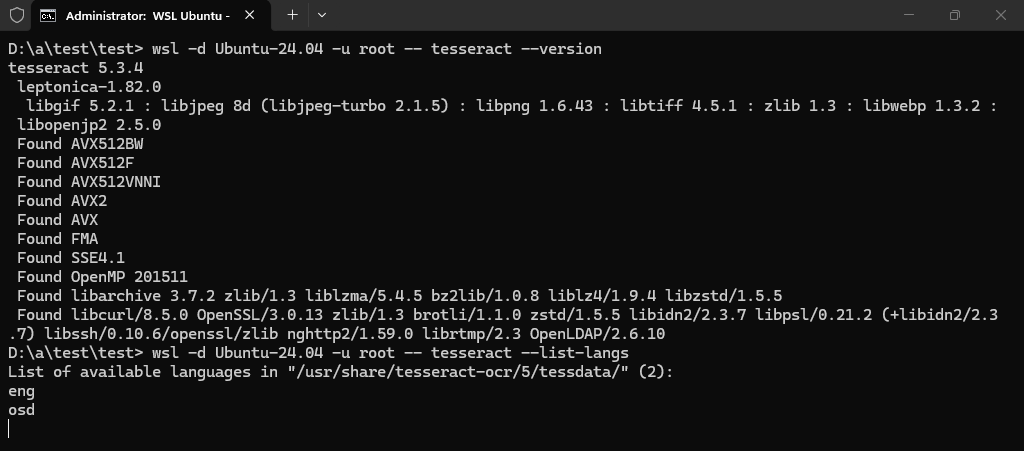 Administrator: WSL Ubuntu -
D:\a\test\test> wsl -d Ubuntu-24.04 -u root -- tesseract --version
tesseract 5.3.4
 leptonica-1.82.0
  libgif 5.2.1 : libjpeg 8d (libjpeg-turbo 2.1.5) : libpng 1.6.43 : libtiff 4.5.1 : zlib 1.3 : libwebp 1.3.2 :
 libopenjp2 2.5.0
 Found AVX512BW
 Found AVX512F
 Found AVX512VNNI
 Found AVX2
 Found AVX
 Found FMA
 Found SSE4.1
 Found OpenMP 201511
 Found libarchive 3.7.2 zlib/1.3 liblzma/5.4.5 bz2lib/1.0.8 liblz4/1.9.4 libzstd/1.5.5
 Found libcurl/8.5.0 OpenSSL/3.0.13 zlib/1.3 brotli/1.1.0 zstd/1.5.5 libidn2/2.3.7 libpsl/0.21.2 (+libidn2/2.3
.7) libssh/0.10.6/openssl/zlib nghttp2/1.59.0 librtmp/2.3 OpenLDAP/2.6.10
D:\a\test\test> wsl -d Ubuntu-24.04 -u root -- tesseract --list-langs
List of available languages in "/usr/share/tesseract-ocr/5/tessdata/" (2):
eng
osd